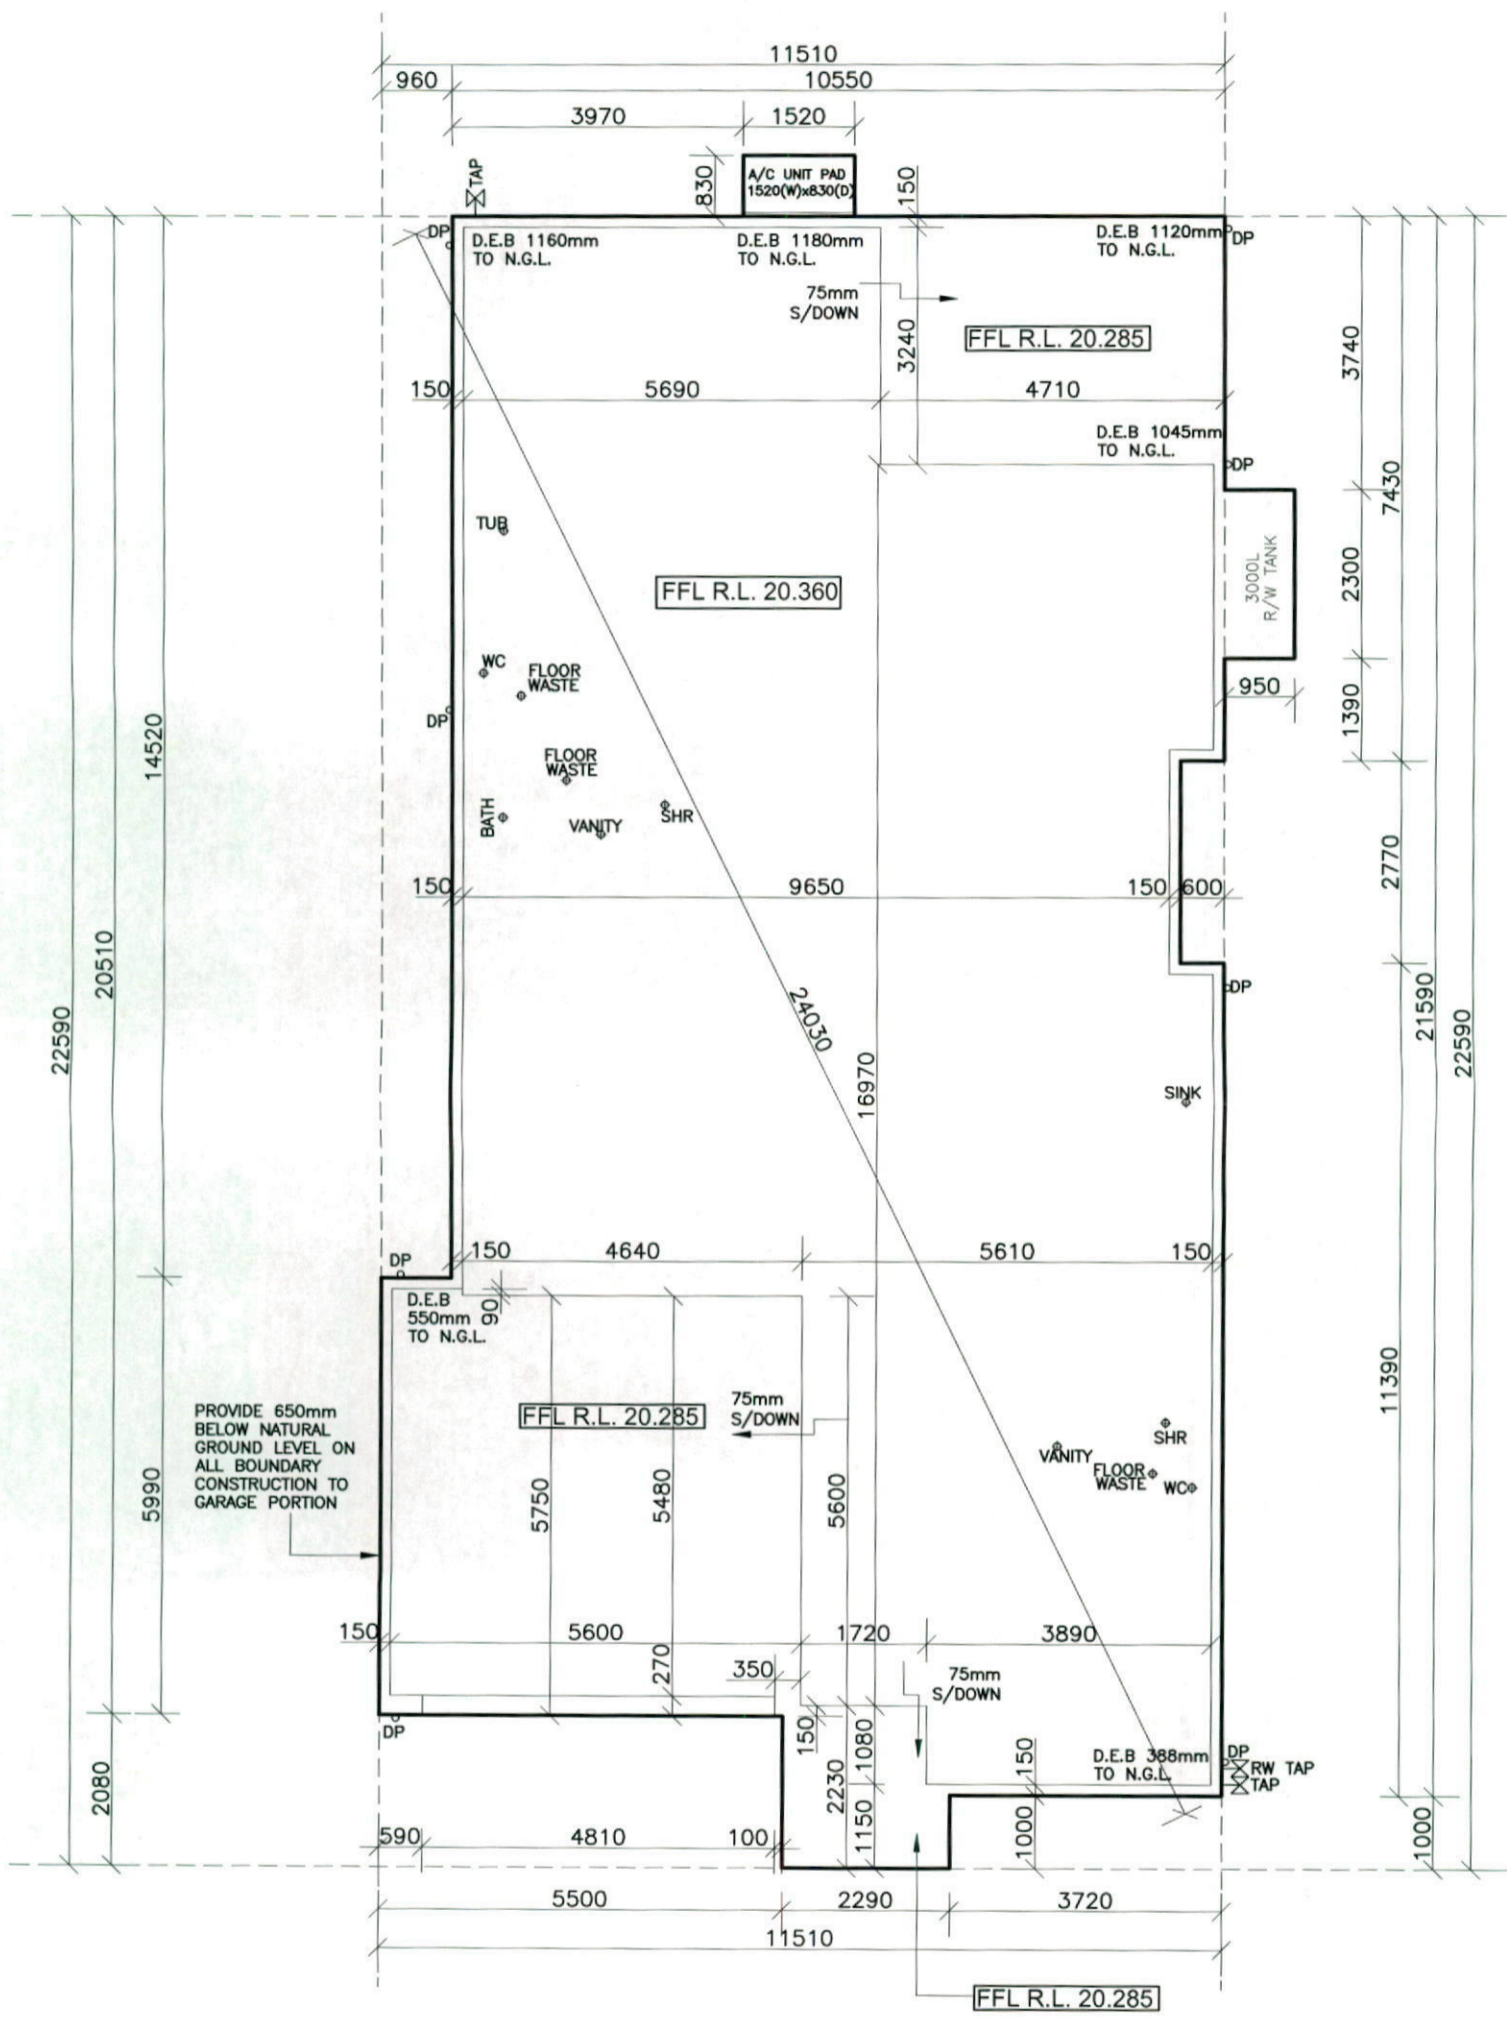 11510
960
10550
3970
1520
TAP
830
A/C UNIT PAD
1520(W)x830(D)
150
DP
D.E.B 1160mm
TO N.G.L.
D.E.B 1180mm
TO N.G.L.
D.E.B 1120mm
TO N.G.L.
DP
75mm
S/DOWN
3240
FFL R.L. 20.285
3740
150
5690
4710
D.E.B 1045mm
TO N.G.L.
DP
7430
TUB
FFL R.L. 20.360
3000L
R/W TANK
2300
WC
FLOOR
WASTE
950
1390
DP
14520
FLOOR
WASTE
BATH
VANITY
SHR
2770
150
9650
150
600
20510
22590
24030
DP
21590
22590
16970
SINK
150
4640
5610
150
DP
D.E.B
550mm
TO N.G.L.
90
11390
PROVIDE 650mm
BELOW NATURAL
GROUND LEVEL ON
ALL BOUNDARY
CONSTRUCTION TO
GARAGE PORTION
FFL R.L. 20.285
75mm
S/DOWN
SHR
VANITY
FLOOR
WASTE
WC
5990
5750
5480
5600
150
5600
1720
3890
270
350
75mm
S/DOWN
DP
150
1080
2230
1150
150
D.E.B 388mm
TO N.G.L.
DP
RW TAP
TAP
2080
590
4810
100
1000
1000
5500
2290
3720
11510
FFL R.L. 20.285